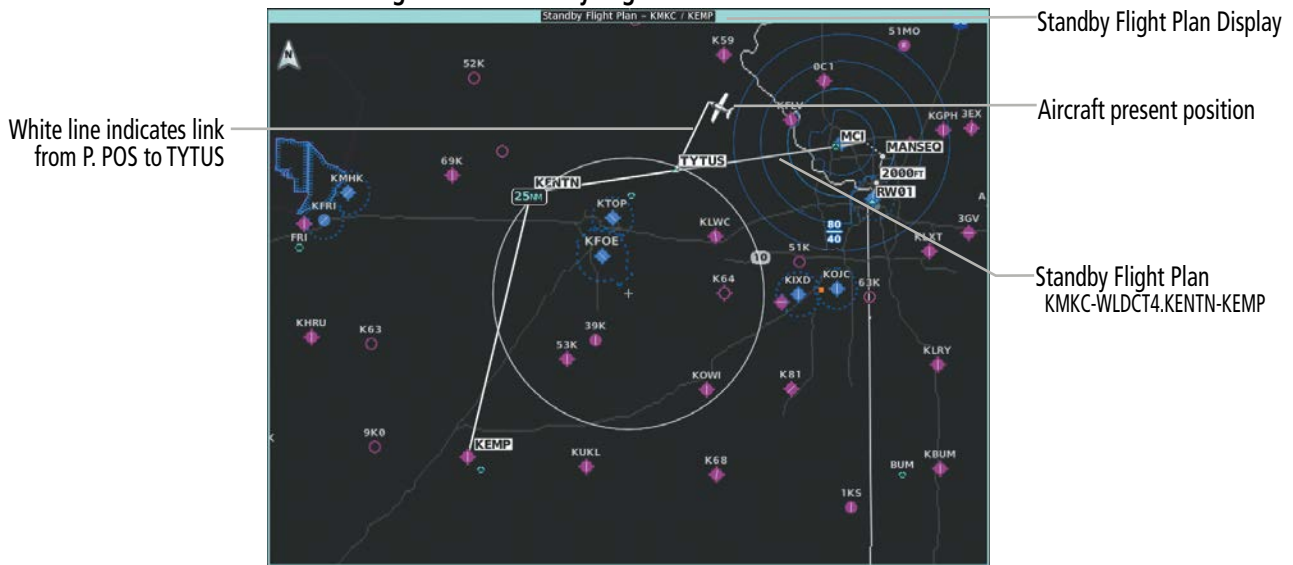 Standby Flight Plan – KMKC / KEMP
Standby Flight Plan Display
51MO
K59
N
52K
0C1
Aircraft present position
KFLV
KGPH 3EX
White line indicates link
from P. POS to TYTUS
MCI
MANSEQ
69K
TYTUS
2000FT
KMHK
KENTN
RW01
25NM
KTOP
KFRI
KLWC
3GV
FRI
80
40
KLXT
KFOE
51K
10
Standby Flight Plan
KMKC-WLDCT4.KENTN-KEMP
K64
KIXD
KOJC
63K
KHRU
K63
39K
53K
KLRY
KOWI
K81
9K0
KEMP
KUKL
K68
BUM
KBUM
1KS